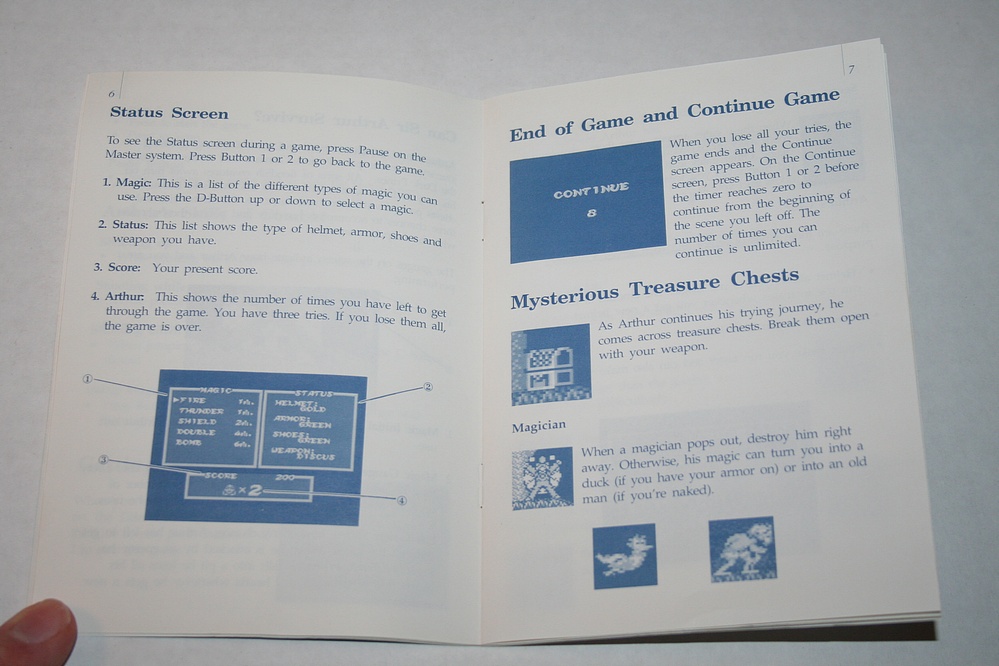 6
Status Screen
To see the Status screen during a game, press Pause on the
Master system. Press Button 1 or 2 to go back to the game.
1. Magic: This is a list of the different types of magic you can
use. Press the D-Button up or down to select a magic.
2. Status: This list shows the type of helmet, armor, shoes and
weapon you have.
3. Score: Your present score.
4. Arthur: This shows the number of times you have left to get
through the game. You have three tries. If you lose them all,
the game is over.
①
②
MAGIC
FIRE
THUNDER
SHIELD
DOUBLE
BOMB
STATUS
HELMET:
GOLD
ARMOR:
GREEN
SHOES:
GREEN
WEAPON:
DISCUS
③
SCORE 200
×2
④
7
End of Game and Continue Game
CONTINUE
8
When you lose all your tries, the
game ends and the Continue
screen appears. On the Continue
screen, press Button 1 or 2 before
the timer reaches zero to
continue from the beginning of
the scene you left off. The
number of times you can
continue is unlimited.
Mysterious Treasure Chests
As Arthur continues his trying journey, he
comes across treasure chests. Break them open
with your weapon.
Magician
When a magician pops out, destroy him right
away. Otherwise, his magic can turn you into a
duck (if you have your armor on) or into an old
man (if you're naked).